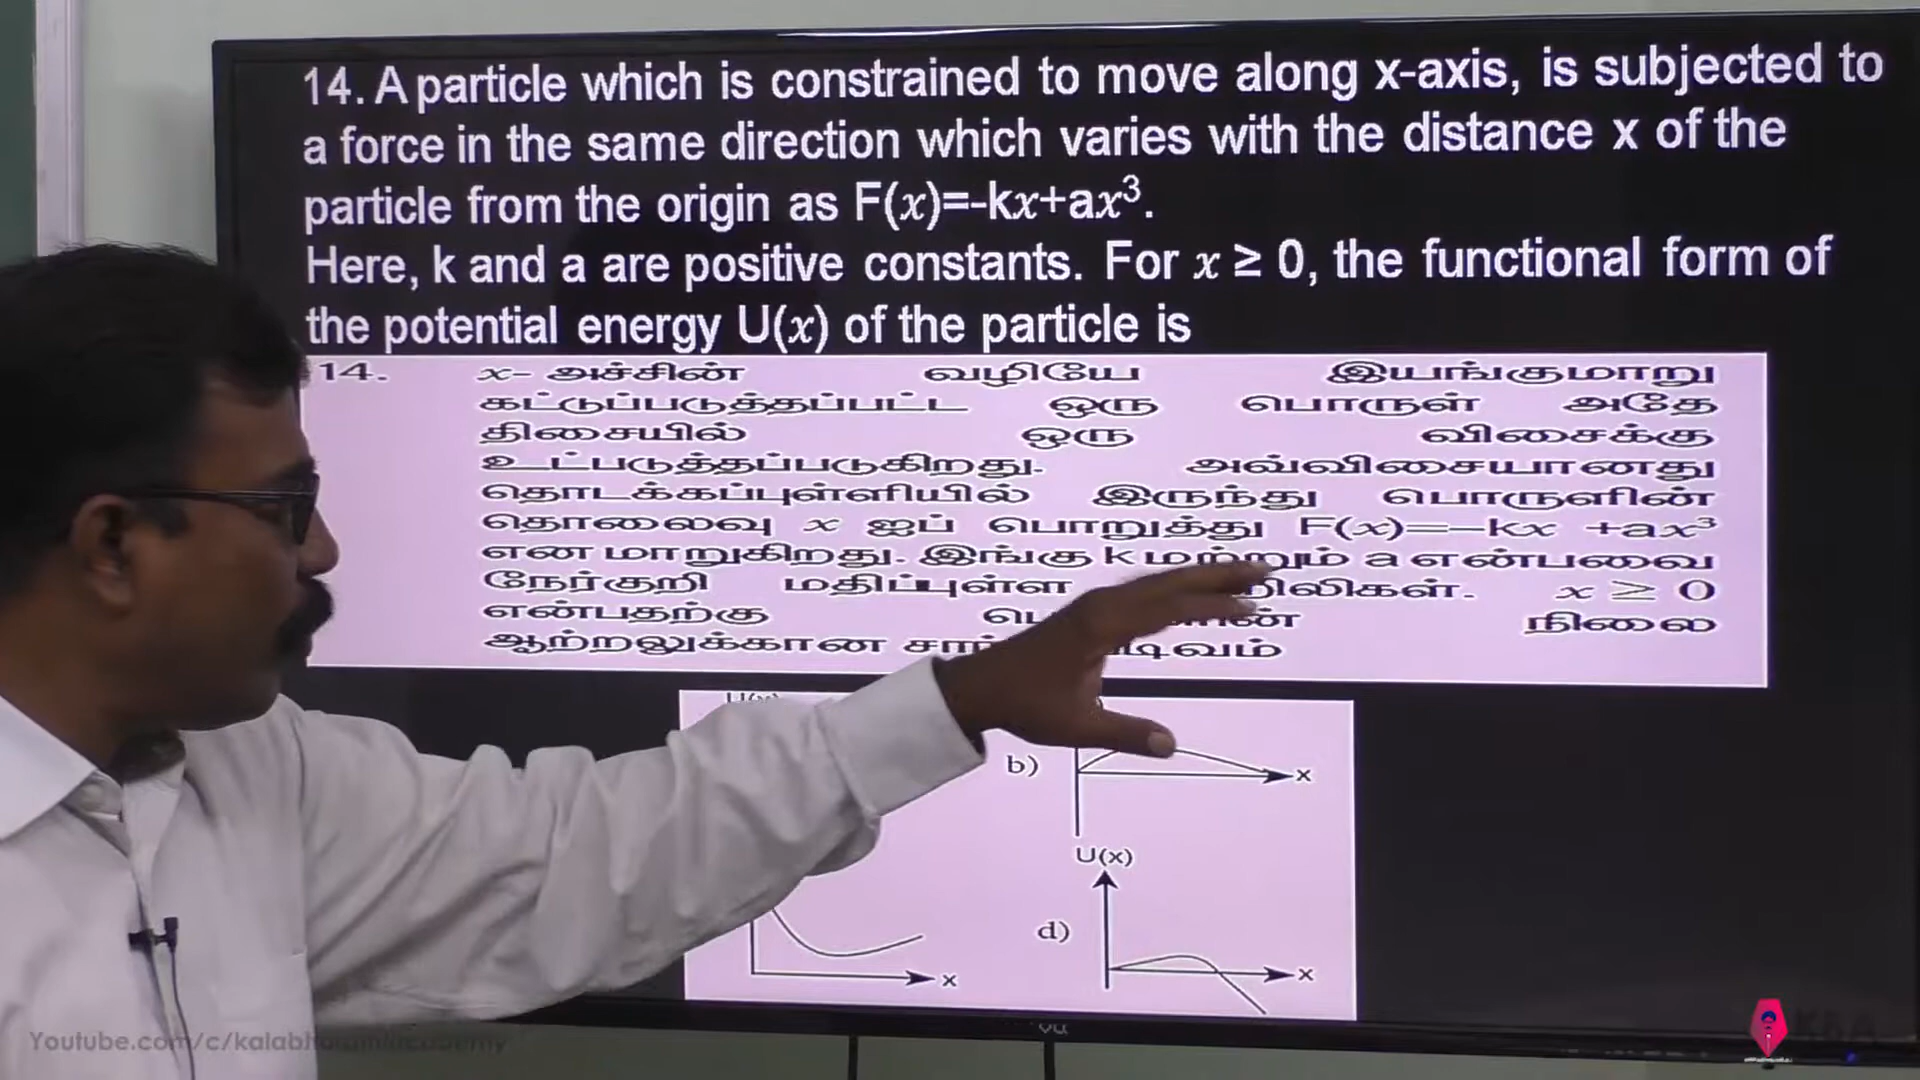 14. A particle which is constrained to move along x-axis, is subjected to
a force in the same direction which varies with the distance x of the
particle from the origin as F(x)=-kx+ax³.
Here, k and a are positive constants. For x ≥ 0, the functional form of
the potential energy U(x) of the particle is
14. x– அச்சின் வழியே இயங்குமாறு
கட்டுப்படுத்தப்பட்ட ஒரு பொருள் அதே
திசையில் ஒரு விசைக்கு
உட்படுத்தப்படுகிறது. அவ்விசையானது
தொடக்கப்புள்ளியில் இருந்து பொருளின்
தொலைவு x ஐப் பொறுத்து F(x)=–kx +ax³
என மாறுகிறது. இங்கு k மற்றும் a என்பவை
நேர்குறி மதிப்புள்ள x ≥ 0
என்பதற்கு நிலை
ஆற்றலுக்கான
U(x)
b) x
U(x)
d) x
x
Youtube.com/c/kalabharamacademy
KBA